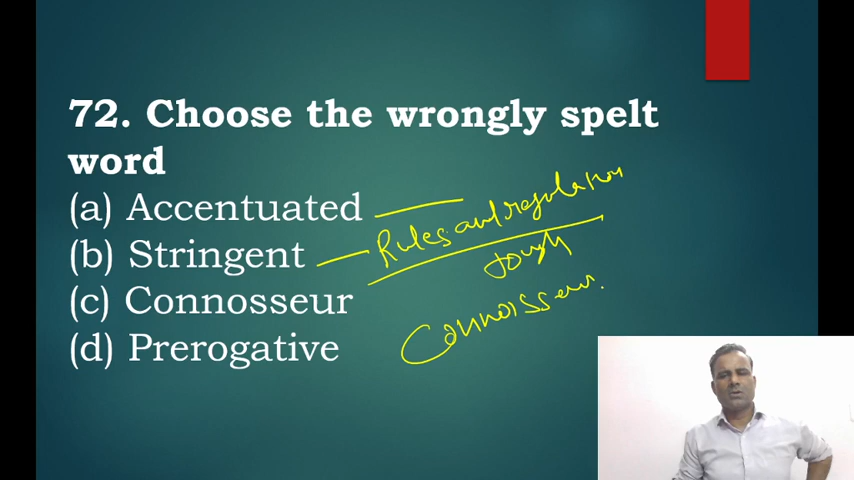 72. Choose the wrongly spelt
word
(a) Accentuated
(b) Stringent
Rules and regulation
tough
(c) Connosseur
Connoisseur.
(d) Prerogative